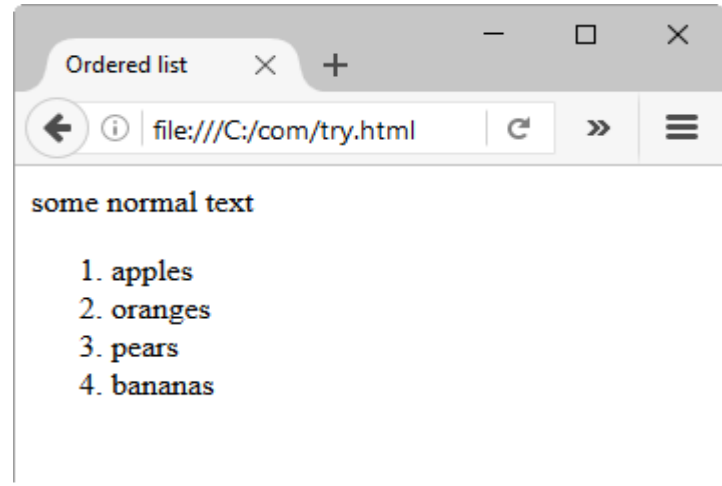 Ordered list
file:///C:/com/try.html
some normal text
1. apples
2. oranges
3. pears
4. bananas